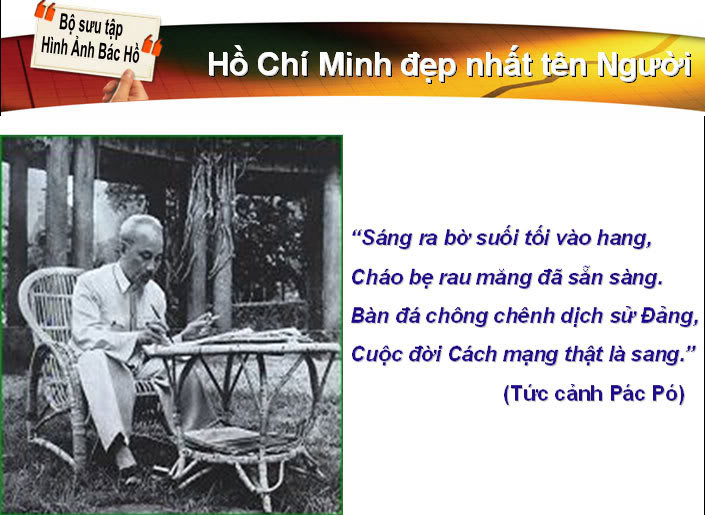 Bộ sưu tập
Hình Ảnh Bác Hồ
Hồ Chí Minh đẹp nhất tên Người
“Sáng ra bờ suối tối vào hang,
Cháo bẹ rau măng đã sẵn sàng.
Bàn đá chông chênh dịch sử Đảng,
Cuộc đời Cách mạng thật là sang.”
(Tức cảnh Pác Pó)